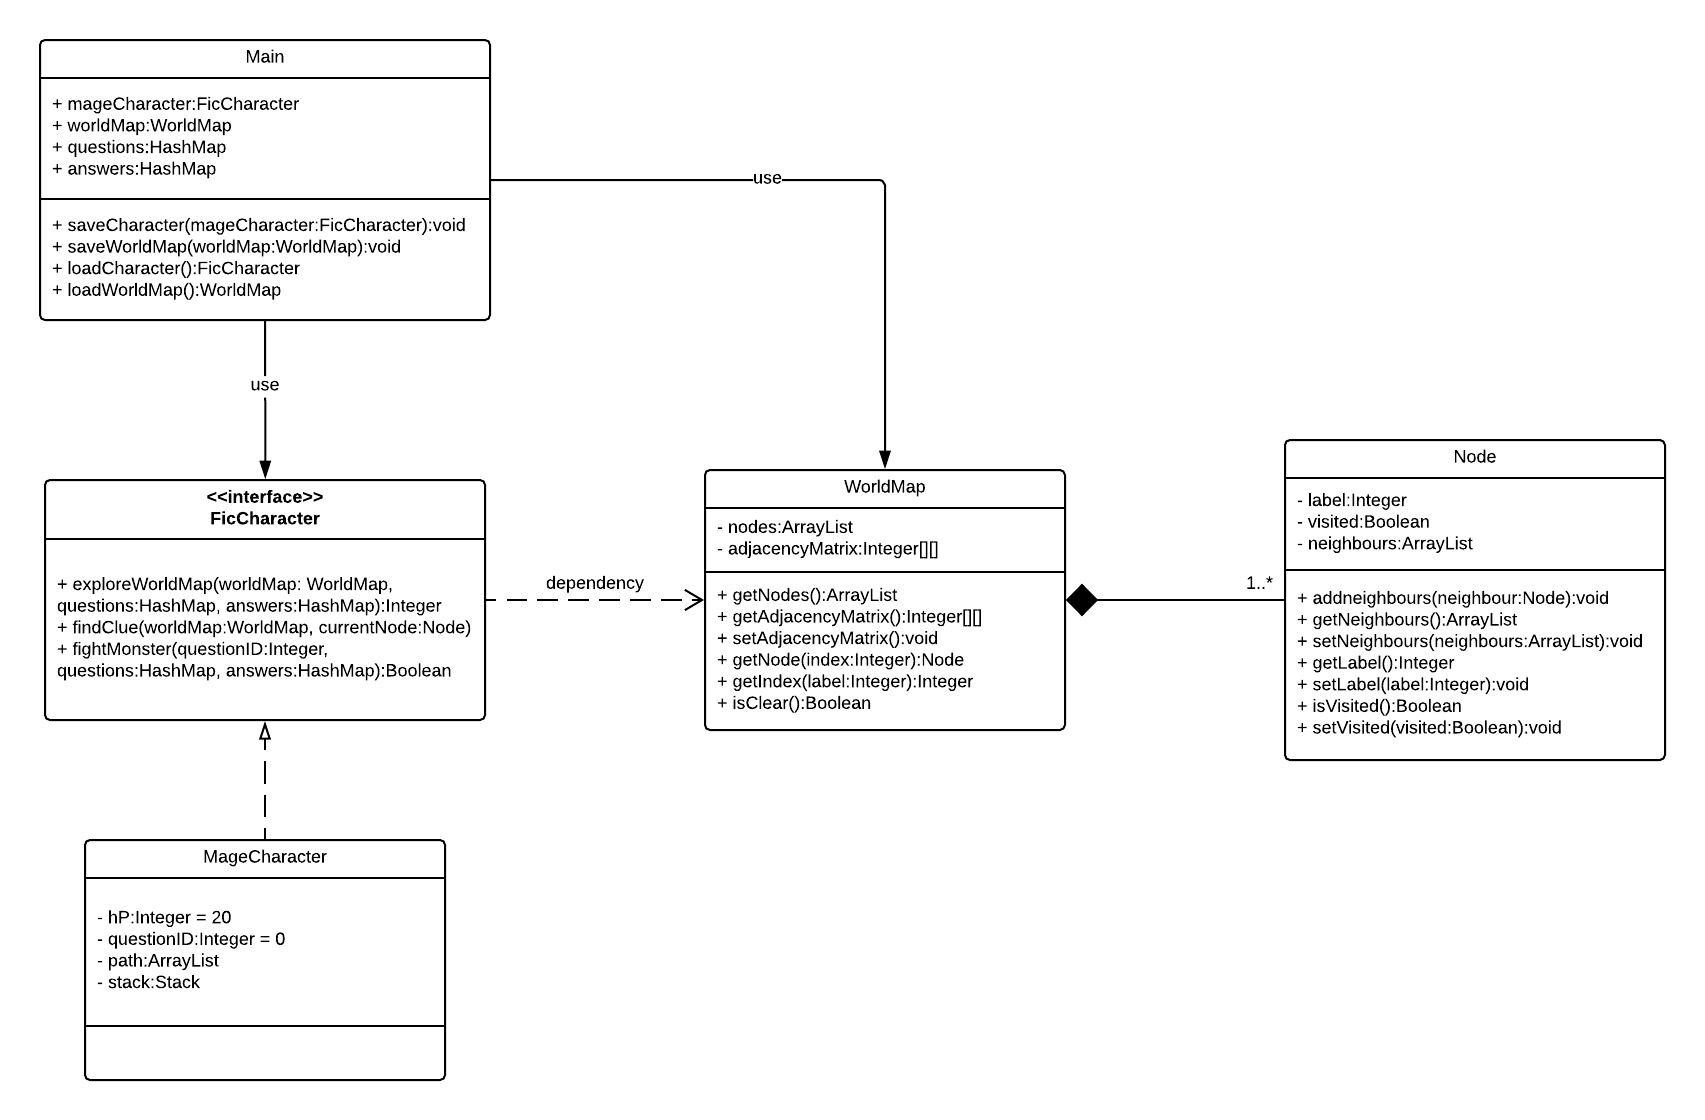 Main
+ mageCharacter:FicCharacter
+ worldMap:WorldMap
+ questions:HashMap
+ answers:HashMap
+ saveCharacter(mageCharacter:FicCharacter):void
+ saveWorldMap(worldMap:WorldMap):void
+ loadCharacter():FicCharacter
+ loadWorldMap():WorldMap
use
use
<<interface>>
FicCharacter
+ exploreWorldMap(worldMap: WorldMap,
questions:HashMap, answers:HashMap):Integer
+ findClue(worldMap:WorldMap, currentNode:Node)
+ fightMonster(questionID:Integer,
questions:HashMap, answers:HashMap):Boolean
dependency
WorldMap
- nodes:ArrayList
- adjacencyMatrix:Integer[][]
+ getNodes():ArrayList
+ getAdjacencyMatrix():Integer[][]
+ setAdjacencyMatrix():void
+ getNode(index:Integer):Node
+ getIndex(label:Integer):Integer
+ isClear():Boolean
1..*
Node
- label:Integer
- visited:Boolean
- neighbours:ArrayList
+ addneighbours(neighbour:Node):void
+ getNeighbours():ArrayList
+ setNeighbours(neighbours:ArrayList):void
+ getLabel():Integer
+ setLabel(label:Integer):void
+ isVisited():Boolean
+ setVisited(visited:Boolean):void
MageCharacter
- hP:Integer = 20
- questionID:Integer = 0
- path:ArrayList
- stack:Stack